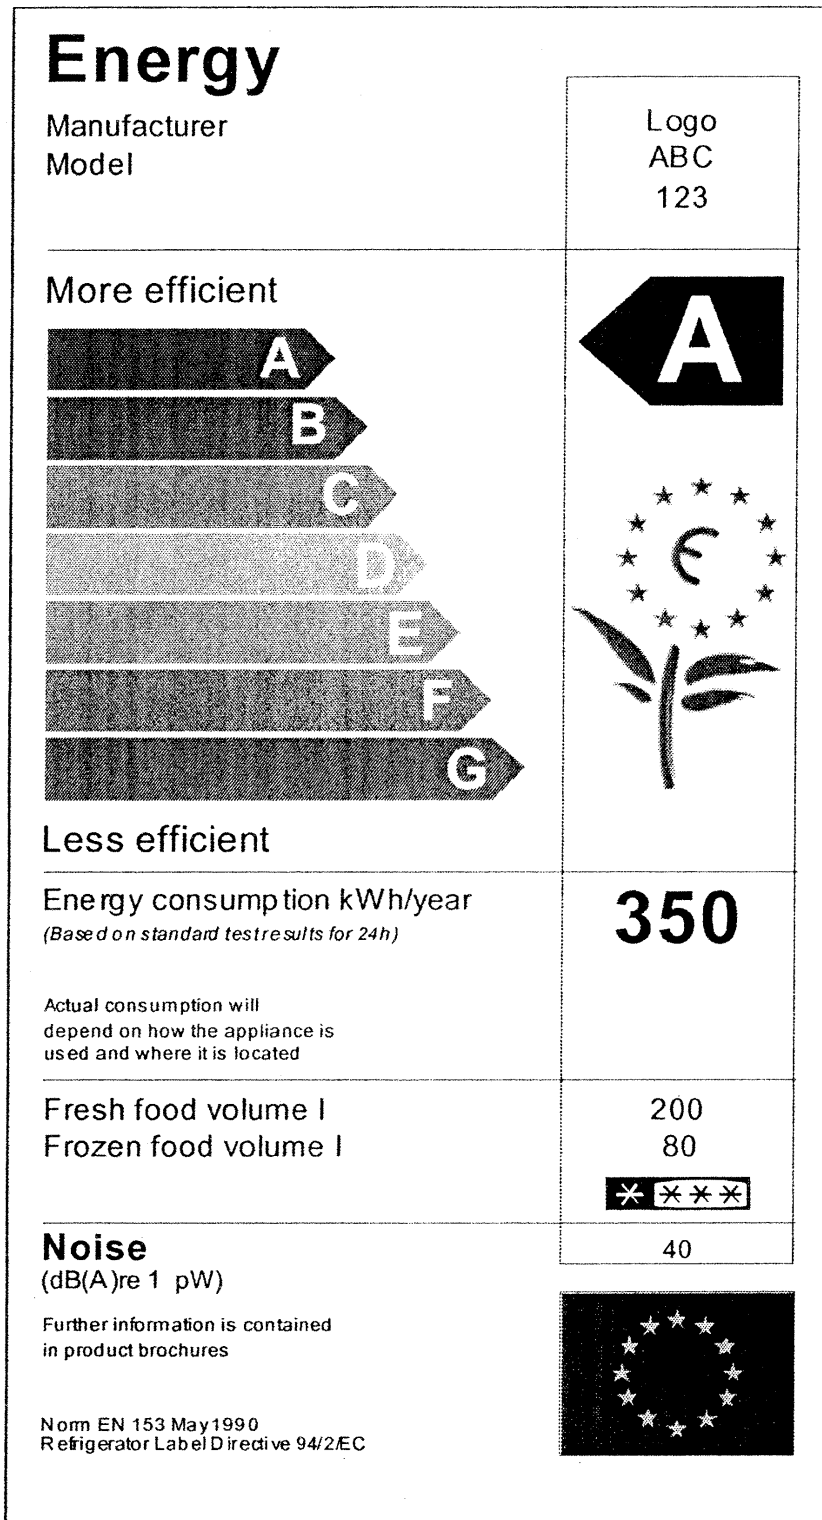 Energy
Manufacturer
Model
Logo
ABC
123
More efficient
A
A
B
C
D
E
F
G
Less efficient
Energy consumption kWh/year
350
(Based on standard test results for 24h)
Actual consumption will
depend on how the appliance is
used and where it is located
Fresh food volume l
200
Frozen food volume l
80
Noise
40
(dB(A)re 1 pW)
Further information is contained
in product brochures
Norm EN 153 May 1990
Refrigerator Label Directive 94/2/EC